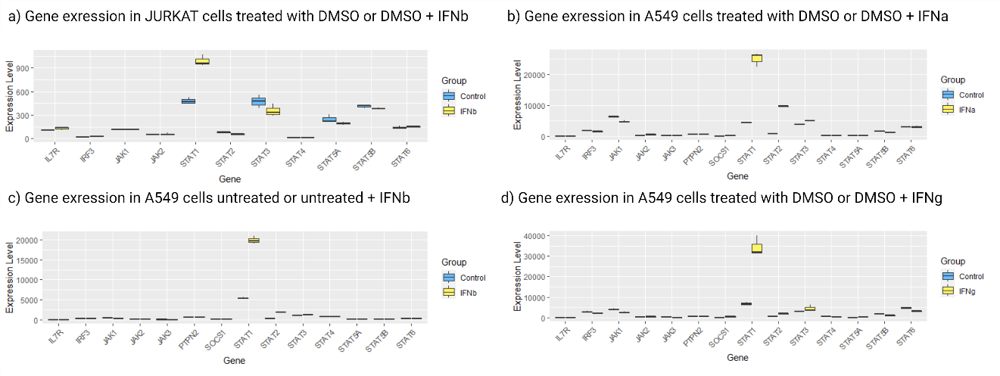 a) Gene exression in JURKAT cells treated with DMSO or DMSO + IFNb
Expression Level
900
600
300
0
IL7R
IRF3
JAK1
JAK2
STAT1
STAT2
STAT3
STAT4
STAT5A
STAT5B
STAT6
Gene
Group
Control
IFNb
b) Gene exression in A549 cells treated with DMSO or DMSO + IFNa
Expression Level
20000
10000
0
IL7R
IRF3
JAK1
JAK2
JAK3
PTPN2
SOCS1
STAT1
STAT2
STAT3
STAT4
STAT5A
STAT5B
STAT6
Gene
Group
Control
IFNa
c) Gene exression in A549 cells untreated or untreated + IFNb
Expression Level
20000
15000
10000
5000
0
IL7R
IRF3
JAK1
JAK2
JAK3
PTPN2
SOCS1
STAT1
STAT2
STAT3
STAT4
STAT5A
STAT5B
STAT6
Gene
Group
Control
IFNb
d) Gene exression in A549 cells treated with DMSO or DMSO + IFNg
Expression Level
40000
30000
20000
10000
0
IL7R
IRF3
JAK1
JAK2
JAK3
PTPN2
SOCS1
STAT1
STAT2
STAT3
STAT4
STAT5A
STAT5B
STAT6
Gene
Group
Control
IFNg